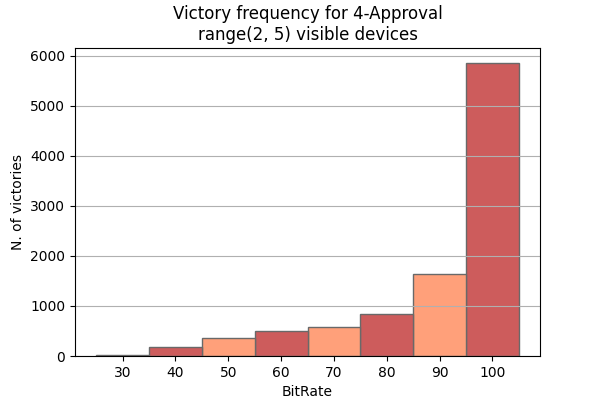 Victory frequency for 4-Approval
range(2, 5) visible devices
6000
5000
4000
3000
2000
1000
0
N. of victories
30 40 50 60 70 80 90 100
BitRate